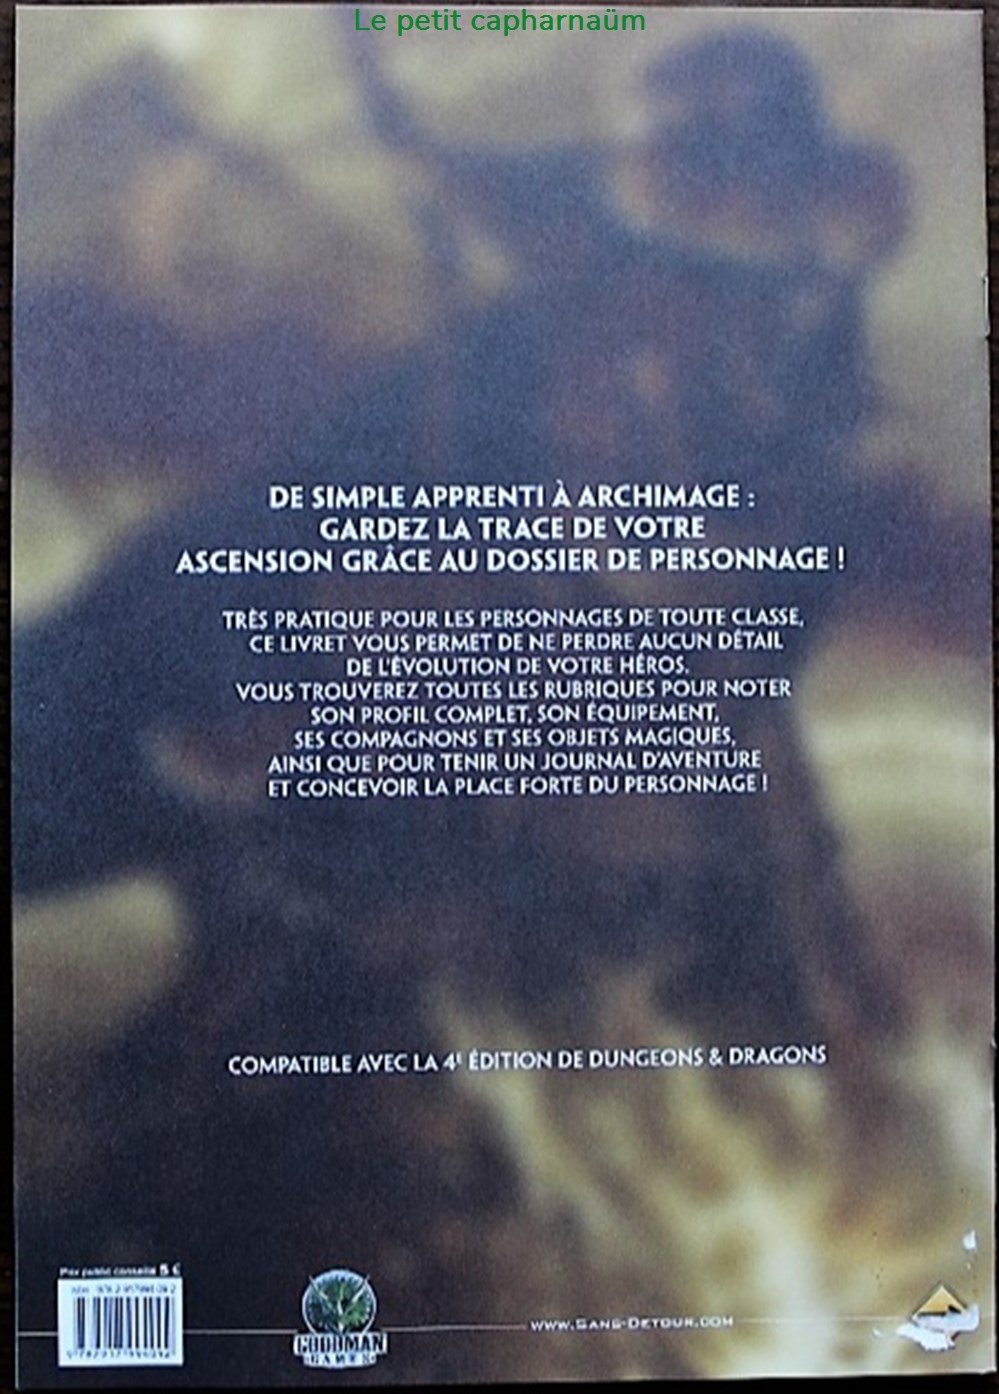 Le petit capharnaüm
DE SIMPLE APPRENTI À ARCHIMAGE :
GARDEZ LA TRACE DE VOTRE
ASCENSION GRÂCE AU DOSSIER DE PERSONNAGE !
TRÈS PRATIQUE POUR LES PERSONNAGES DE TOUTE CLASSE,
CE LIVRET VOUS PERMET DE NE PERDRE AUCUN DÉTAIL
DE L'ÉVOLUTION DE VOTRE HÉROS.
VOUS TROUVEREZ TOUTES LES RUBRIQUES POUR NOTER
SON PROFIL COMPLET, SON ÉQUIPEMENT,
SES COMPAGNONS ET SES OBJETS MAGIQUES,
AINSI QUE POUR TENIR UN JOURNAL D'AVENTURE
ET CONCEVOIR LA PLACE FORTE DU PERSONNAGE !
COMPATIBLE AVEC LA 4E ÉDITION DE DUNGEONS & DRAGONS
Prix public conseillé 5 €
GOODMAN
GAMES
WWW.SANS-DETOUR.COM